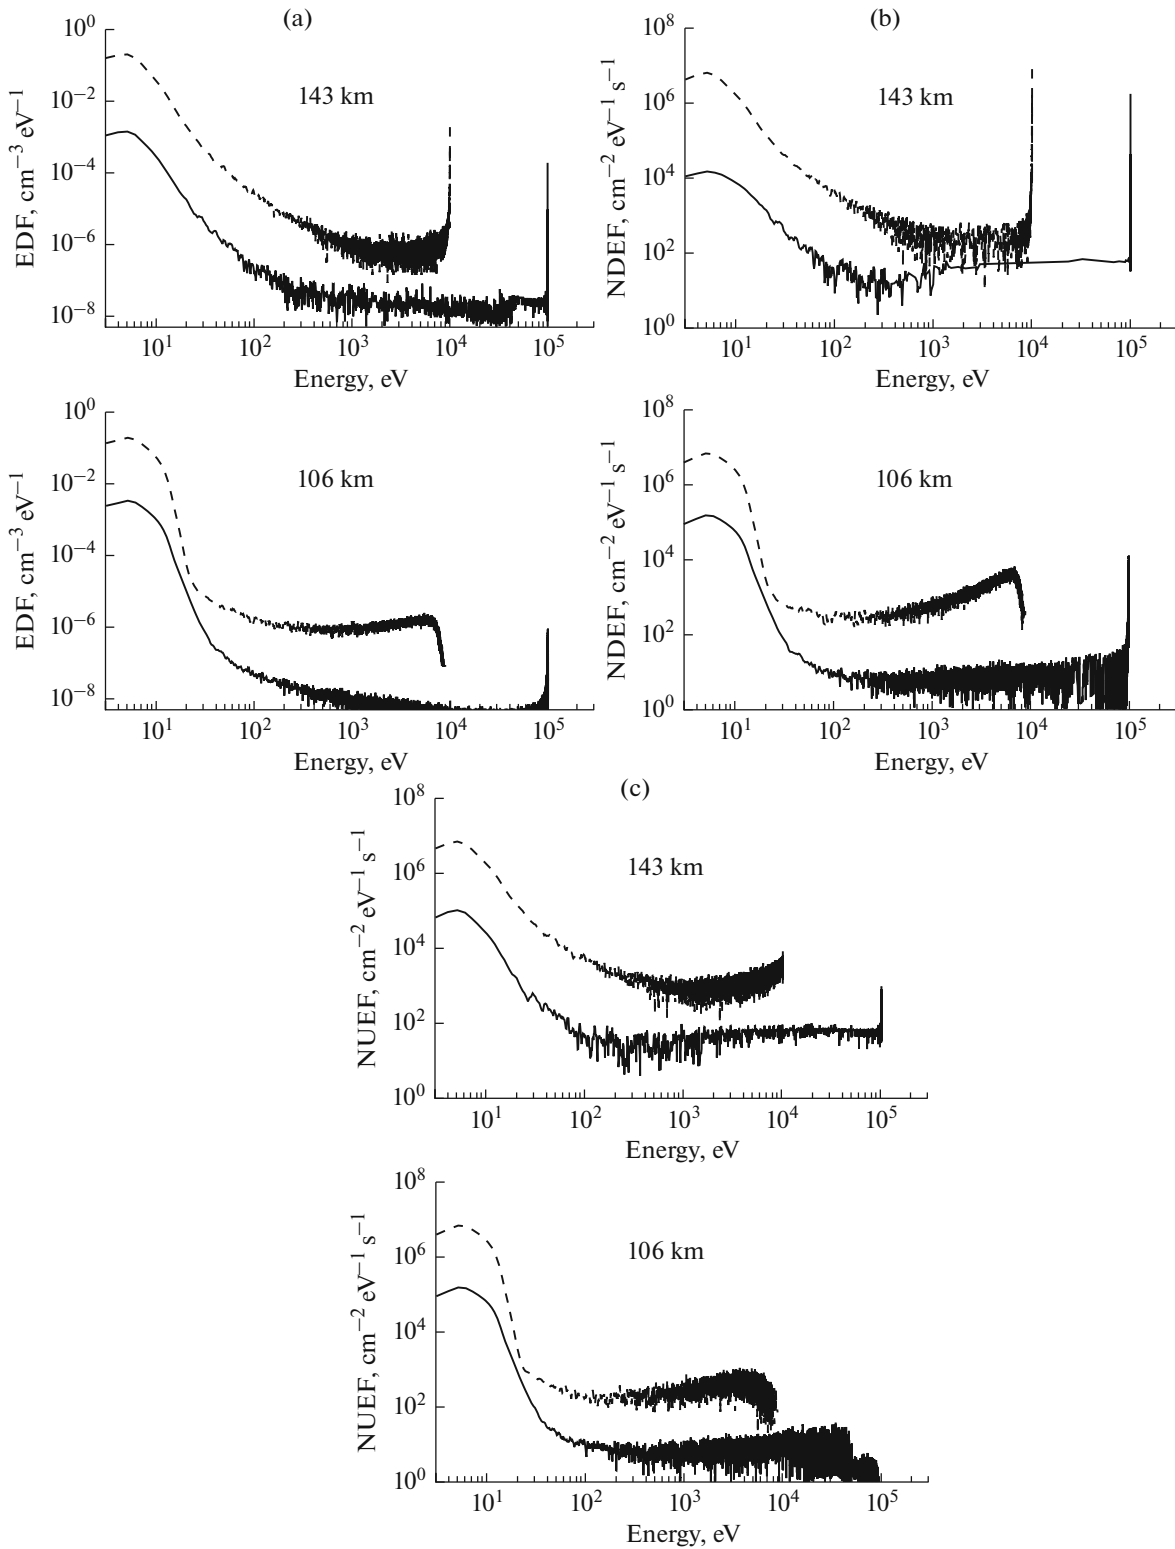 (a)
10⁰
10⁻²
10⁻⁴
10⁻⁶
10⁻⁸
EDF, cm⁻³ eV⁻¹
143 km
10¹ 10² 10³ 10⁴ 10⁵
Energy, eV
(b)
10⁸
10⁶
10⁴
10²
10⁰
NDEF, cm⁻² eV⁻¹ s⁻¹
143 km
10¹ 10² 10³ 10⁴ 10⁵
Energy, eV
10⁰
10⁻²
10⁻⁴
10⁻⁶
10⁻⁸
EDF, cm⁻³ eV⁻¹
106 km
10¹ 10² 10³ 10⁴ 10⁵
Energy, eV
10⁸
10⁶
10⁴
10²
10⁰
NDEF, cm⁻² eV⁻¹ s⁻¹
106 km
10¹ 10² 10³ 10⁴ 10⁵
Energy, eV
(c)
10⁸
10⁶
10⁴
10²
10⁰
NUEF, cm⁻² eV⁻¹ s⁻¹
143 km
10¹ 10² 10³ 10⁴ 10⁵
Energy, eV
10⁸
10⁶
10⁴
10²
10⁰
NUEF, cm⁻² eV⁻¹ s⁻¹
106 km
10¹ 10² 10³ 10⁴ 10⁵
Energy, eV